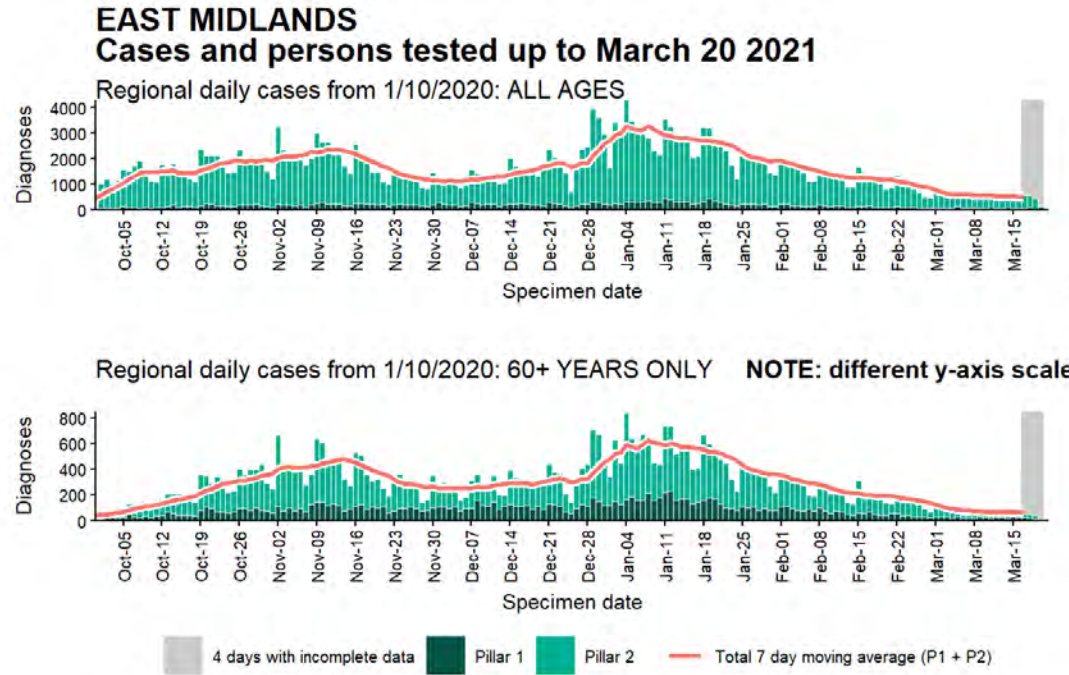 EAST MIDLANDS
Cases and persons tested up to March 20 2021
Regional daily cases from 1/10/2020: ALL AGES
Diagnoses
4000
3000
2000
1000
0
Oct-05
Oct-12
Oct-19
Oct-26
Nov-02
Nov-09
Nov-16
Nov-23
Nov-30
Dec-07
Dec-14
Dec-21
Dec-28
Jan-04
Jan-11
Jan-18
Jan-25
Feb-01
Feb-08
Feb-15
Feb-22
Mar-01
Mar-08
Mar-15
Specimen date
Regional daily cases from 1/10/2020: 60+ YEARS ONLY NOTE: different y-axis scale
Diagnoses
800
600
400
200
0
Oct-05
Oct-12
Oct-19
Oct-26
Nov-02
Nov-09
Nov-16
Nov-23
Nov-30
Dec-07
Dec-14
Dec-21
Dec-28
Jan-04
Jan-11
Jan-18
Jan-25
Feb-01
Feb-08
Feb-15
Feb-22
Mar-01
Mar-08
Mar-15
Specimen date
4 days with incomplete data Pillar 1 Pillar 2 Total 7 day moving average (P1 + P2)